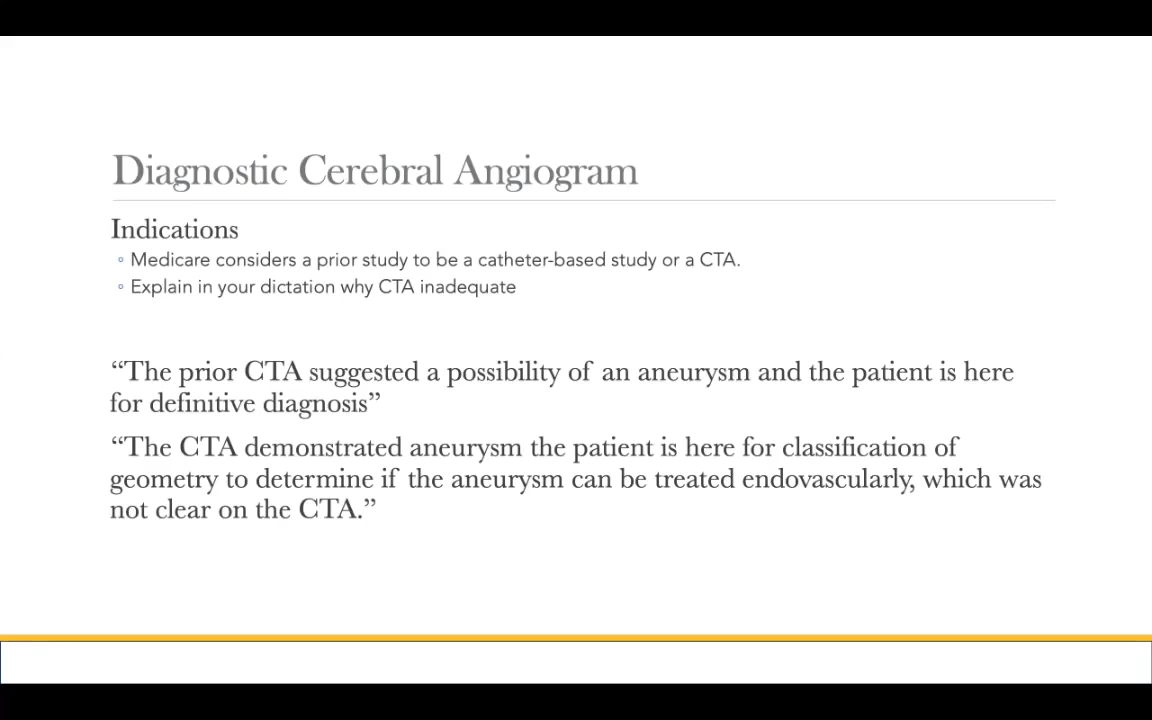 Diagnostic Cerebral Angiogram
Indications
◦ Medicare considers a prior study to be a catheter-based study or a CTA.
◦ Explain in your dictation why CTA inadequate
“The prior CTA suggested a possibility of an aneurysm and the patient is here
for definitive diagnosis”
“The CTA demonstrated aneurysm the patient is here for classification of
geometry to determine if the aneurysm can be treated endovascularly, which was
not clear on the CTA.”